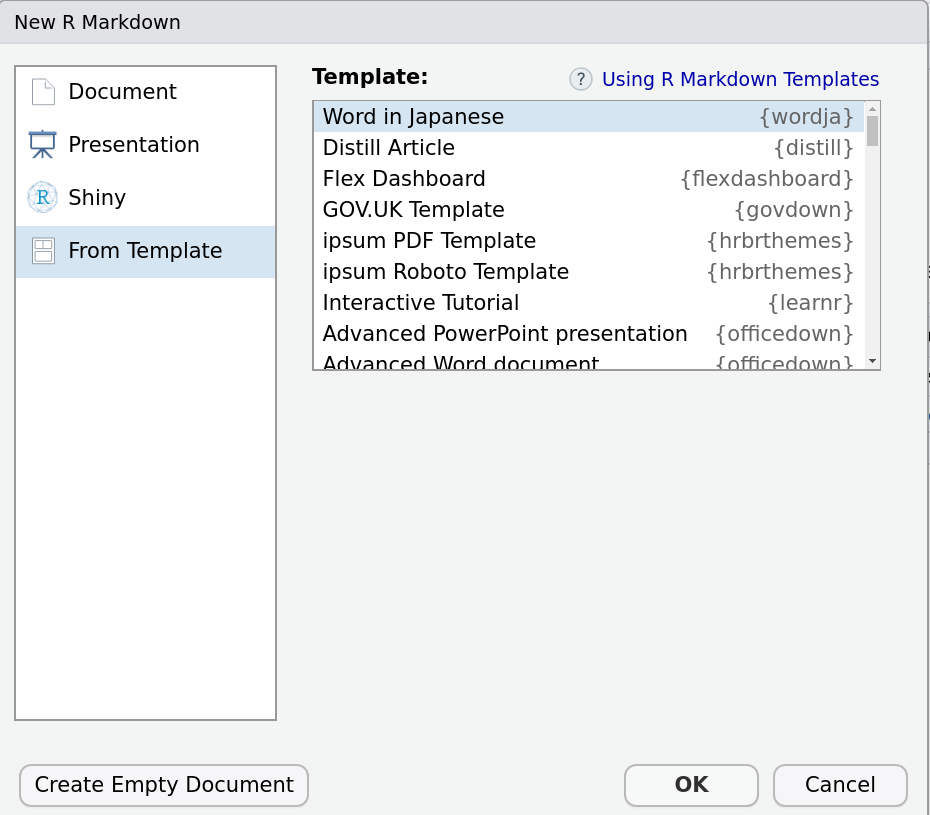 New R Markdown
Document
Presentation
R
Shiny
From Template
Template:
? Using R Markdown Templates
Word in Japanese {wordja}
Distill Article {distill}
Flex Dashboard {flexdashboard}
GOV.UK Template {govdown}
ipsum PDF Template {hrbrthemes}
ipsum Roboto Template {hrbrthemes}
Interactive Tutorial {learnr}
Advanced PowerPoint presentation {officedown}
Advanced Word document {officedown}
Create Empty Document
OK
Cancel